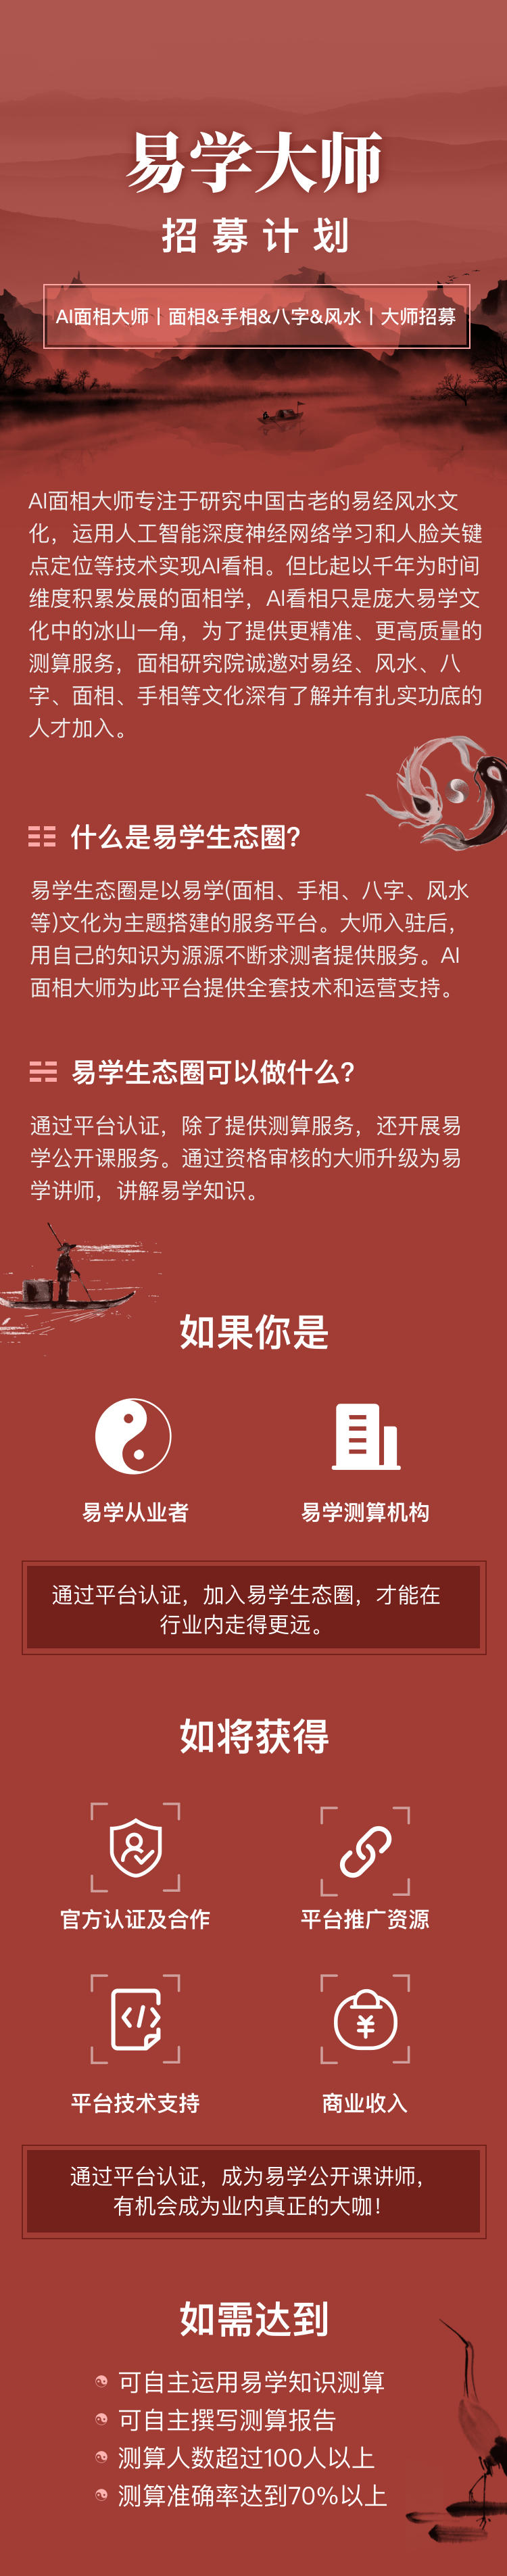 易学大师
招募计划
AI面相大师丨面相&手相&八字&风水丨大师招募
AI面相大师专注于研究中国古老的易经风水文
化，运用人工智能深度神经网络学习和人脸关键
点定位等技术实现AI看相。但比起以千年为时间
维度积累发展的面相学，AI看相只是庞大易学文
化中的冰山一角，为了提供更精准、更高质量的
测算服务，面相研究院诚邀对易经、风水、八
字、面相、手相等文化深有了解并有扎实功底的
人才加入。
什么是易学生态圈?
易学生态圈是以易学(面相、手相、八字、风水
等)文化为主题搭建的服务平台。大师入驻后，
用自己的知识为源源不断求测者提供服务。AI
面相大师为此平台提供全套技术和运营支持。
易学生态圈可以做什么?
通过平台认证，除了提供测算服务，还开展易
学公开课服务。通过资格审核的大师升级为易
学讲师，讲解易学知识。
如果你是
易学从业者
易学测算机构
通过平台认证，加入易学生态圈，才能在
行业内走得更远。
如将获得
官方认证及合作
平台推广资源
平台技术支持
商业收入
通过平台认证，成为易学公开课讲师，
有机会成为业内真正的大咖！
如需达到
可自主运用易学知识测算
可自主撰写测算报告
测算人数超过100人以上
测算准确率达到70%以上